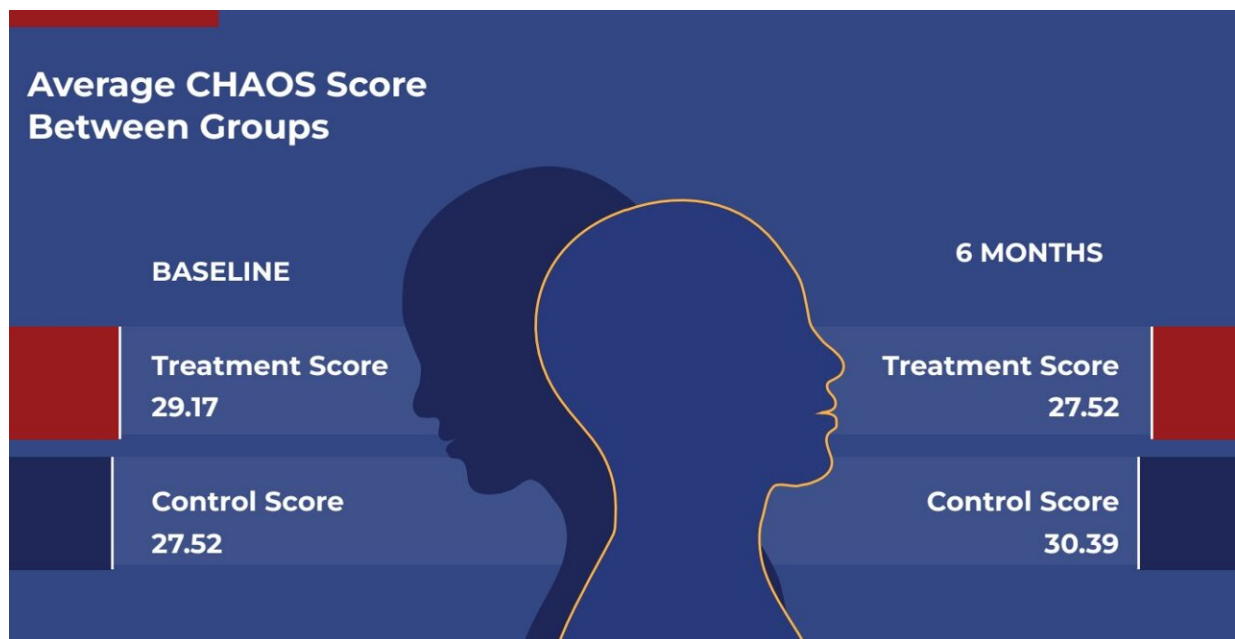 Average CHAOS Score
Between Groups
BASELINE
Treatment Score
29.17
Control Score
27.52
6 MONTHS
Treatment Score
27.52
Control Score
30.39